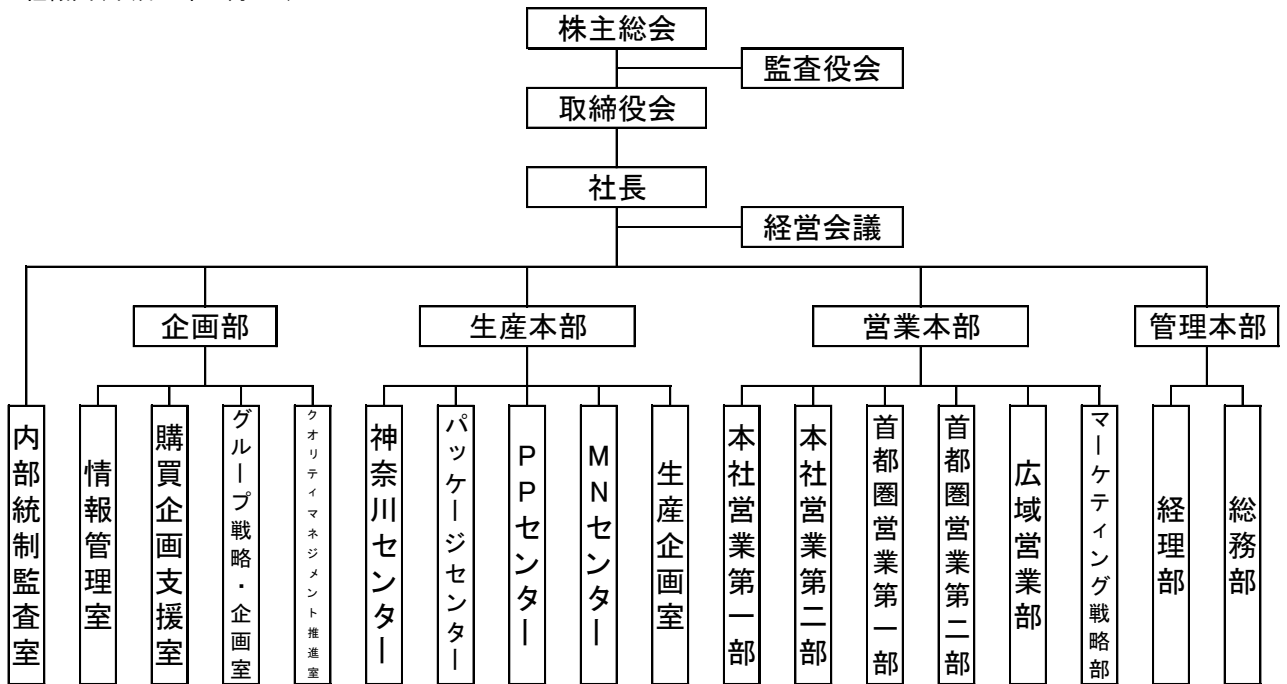 株主総会
監査役会
取締役会
社長
経営会議
企画部
生産本部
営業本部
管理本部
内部統制監査室
情報管理室
購買企画支援室
グループ戦略・企画室
クオリティマネジメント推進室
神奈川センター
パッケージセンター
PPセンター
MNセンター
生産企画室
本社営業第一部
本社営業第二部
首都圏営業第一部
首都圏営業第二部
広域営業部
マーケティング戦略部
経理部
総務部